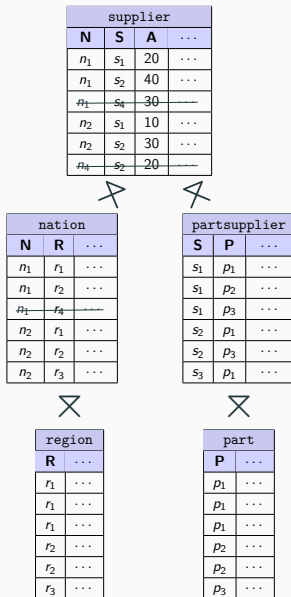 supplier
N S A ···
n₁ s₁ 20 ···
n₁ s₂ 40 ···
n₁ s₄ 30 ···
n₂ s₁ 10 ···
n₂ s₂ 30 ···
n₄ s₂ 20 ···
nation
N R ···
n₁ r₁ ···
n₁ r₂ ···
n₁ r₄ ···
n₂ r₁ ···
n₂ r₂ ···
n₂ r₃ ···
partsupplier
S P ···
s₁ p₁ ···
s₁ p₂ ···
s₁ p₃ ···
s₂ p₁ ···
s₂ p₃ ···
s₃ p₁ ···
region
R ···
r₁ ···
r₁ ···
r₁ ···
r₂ ···
r₂ ···
r₃ ···
part
P ···
p₁ ···
p₁ ···
p₁ ···
p₂ ···
p₂ ···
p₃ ···